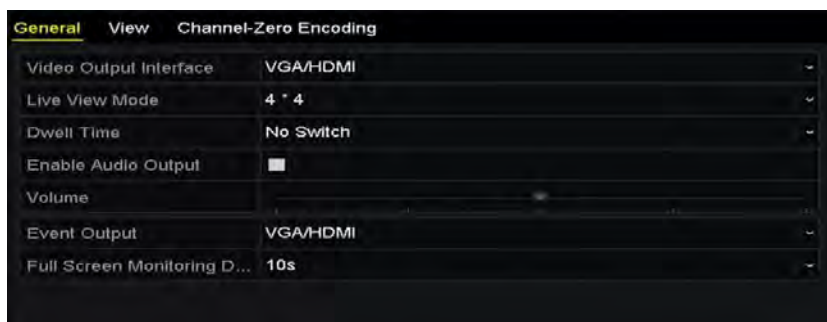 General View Channel-Zero Encoding
Video Output Interface VGA/HDMI
Live View Mode 4 * 4
Dwell Time No Switch
Enable Audio Output
Volume
Event Output VGA/HDMI
Full Screen Monitoring D... 10s